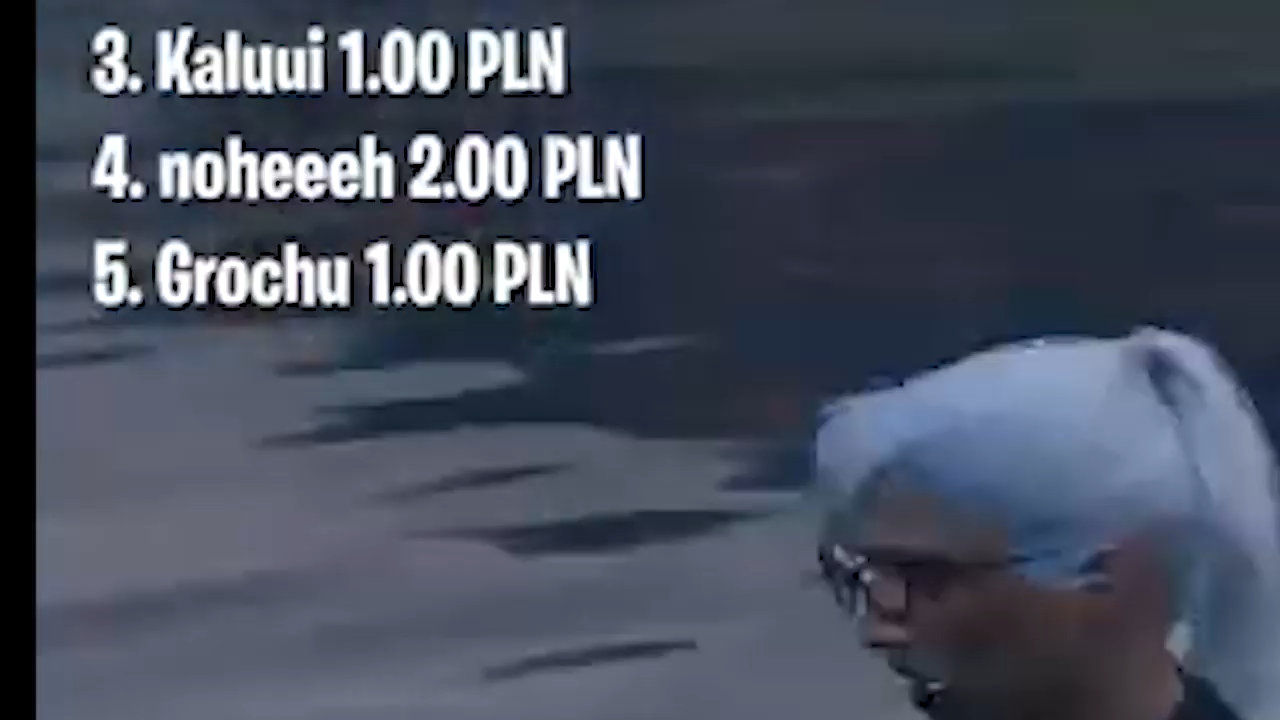 3. Kaluui 1.00 PLN
4. noheeeh 2.00 PLN
5. Grochu 1.00 PLN